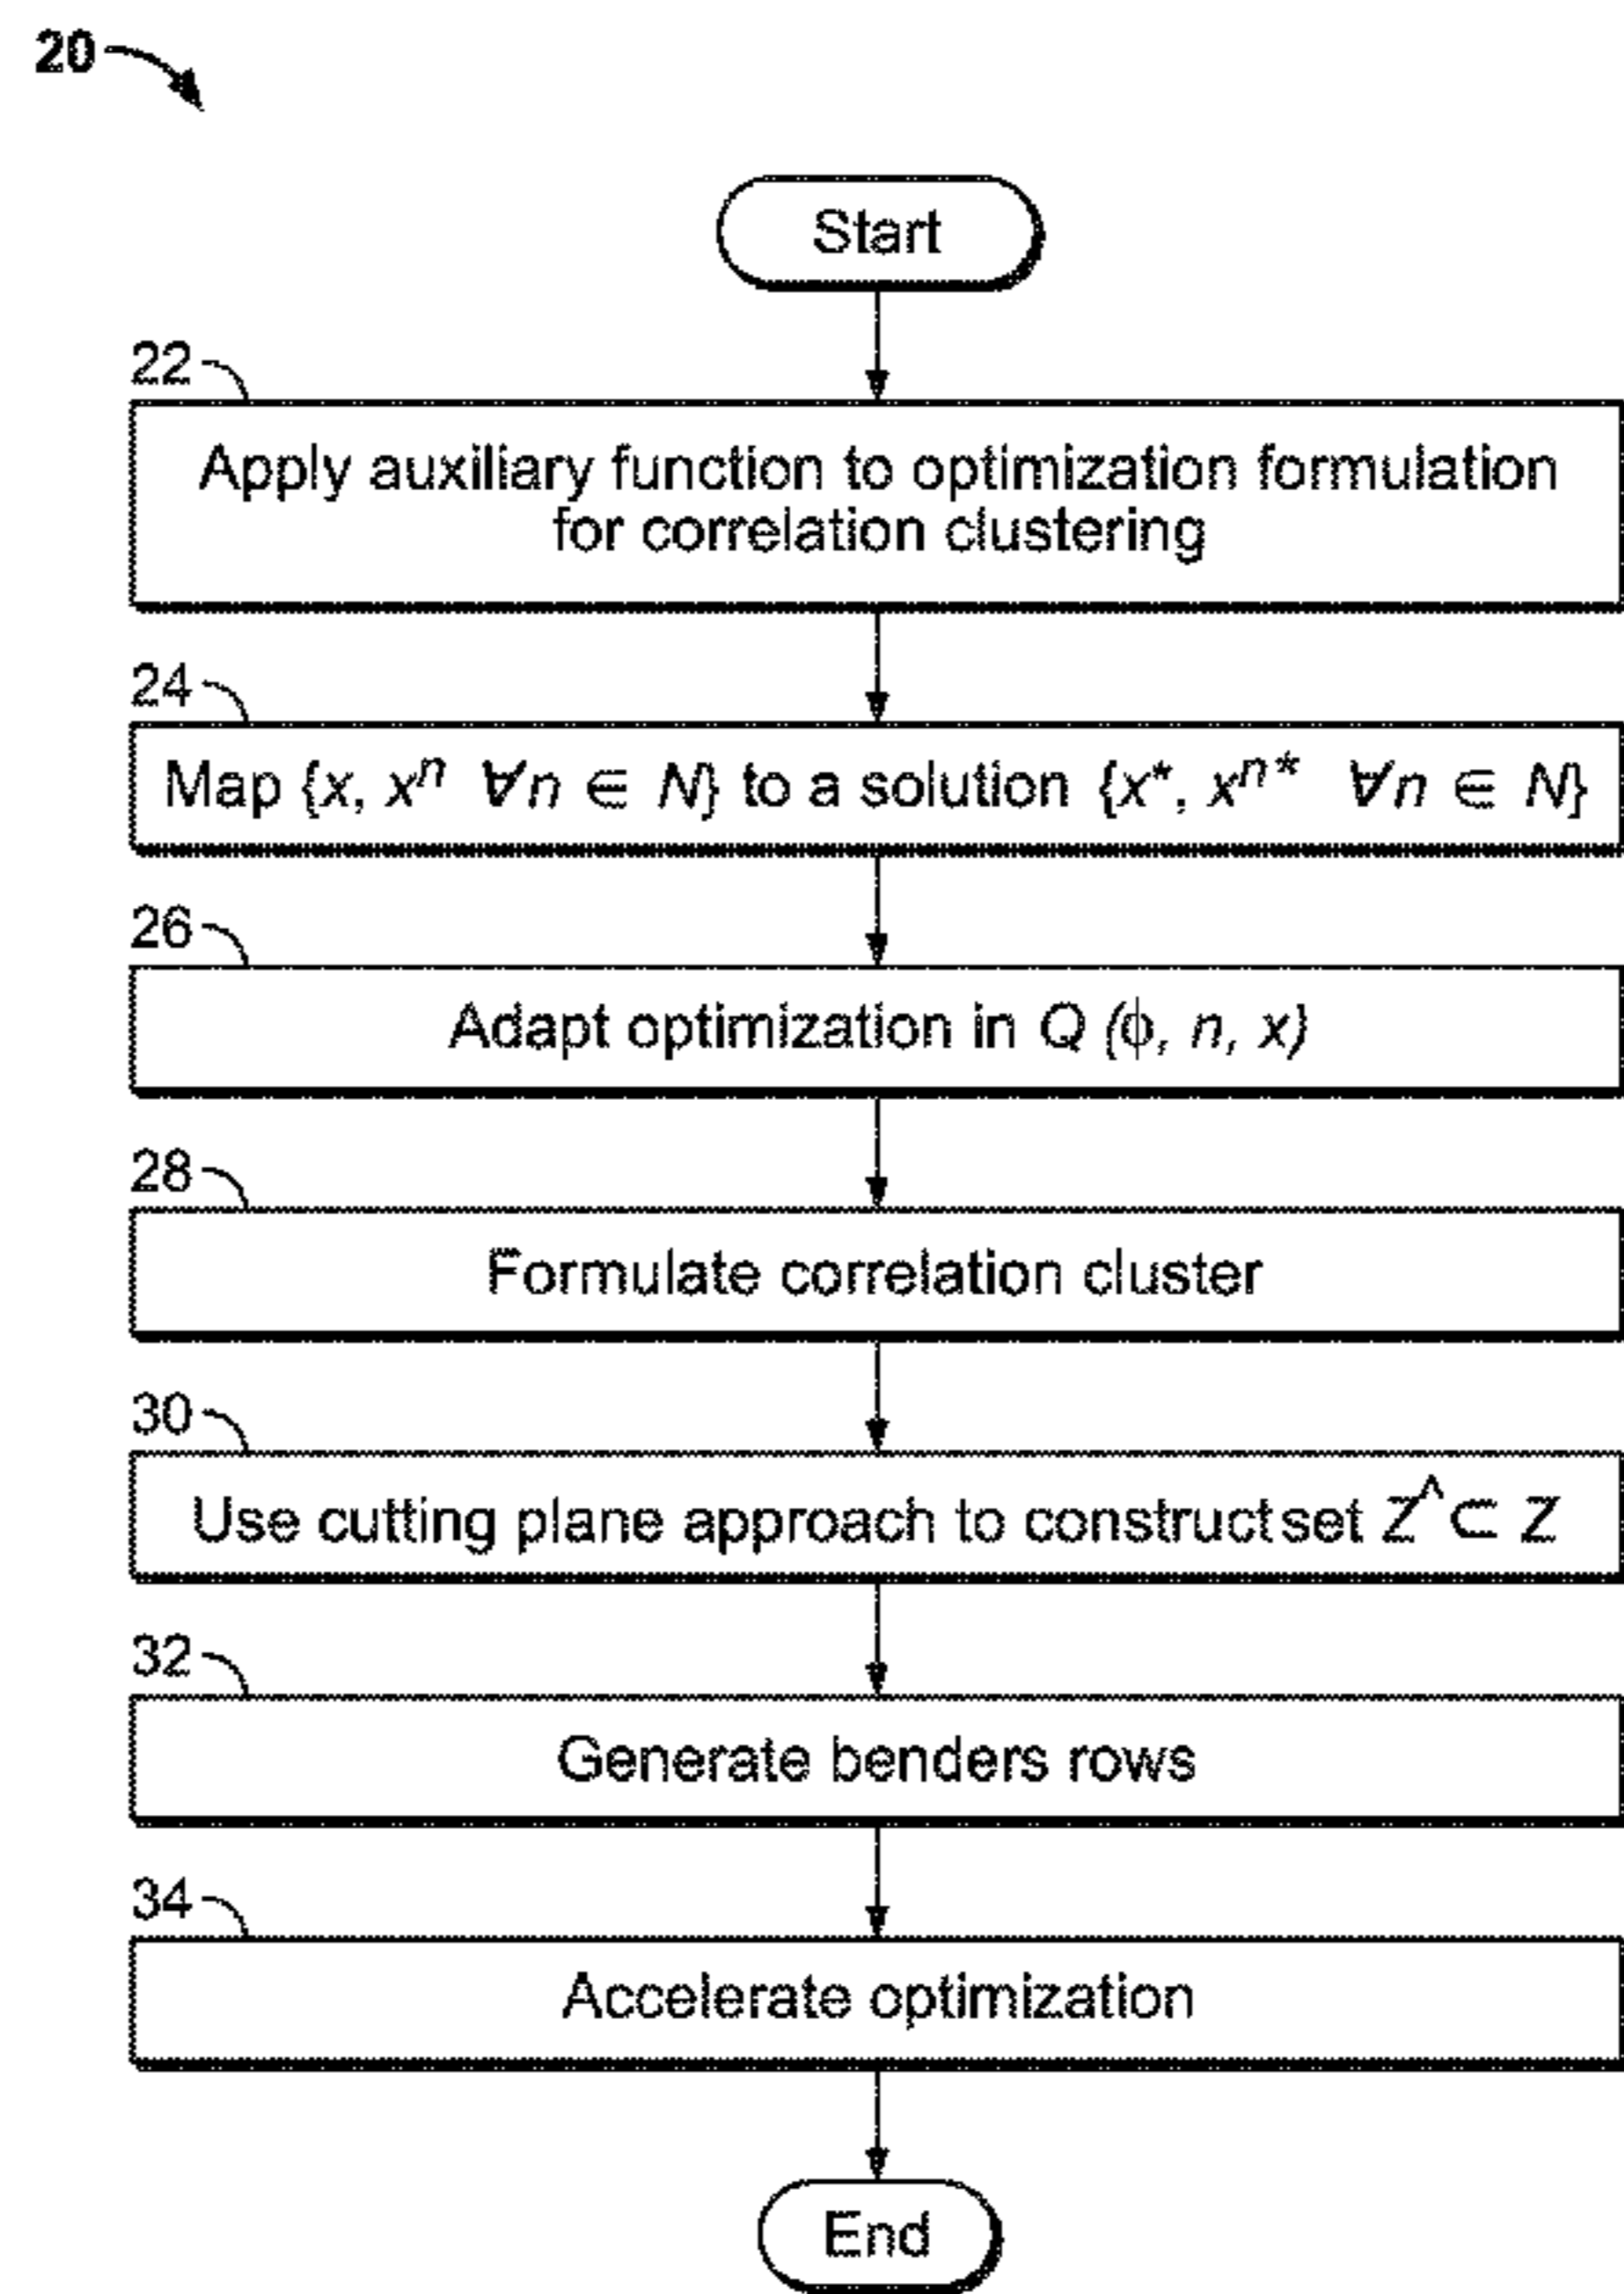 20
Start
22
Apply auxiliary function to optimization formulation
for correlation clustering
24
Map {x, xⁿ ∀n ∈ N} to a solution {x*, xⁿ* ∀n ∈ N}
26
Adapt optimization in Q (ϕ, n, x)
28
Formulate correlation cluster
30
Use cutting plane approach to construct set Z^ ⊂ Z
32
Generate benders rows
34
Accelerate optimization
End